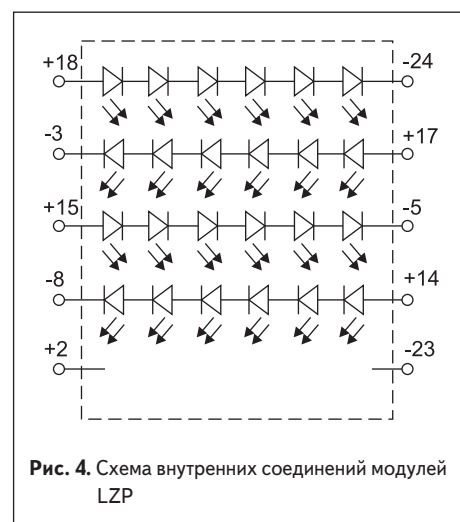 +18 -24
-3 +17
+15 -5
-8 +14
+2 -23
Рис. 4. Схема внутренних соединений модулей
LZP